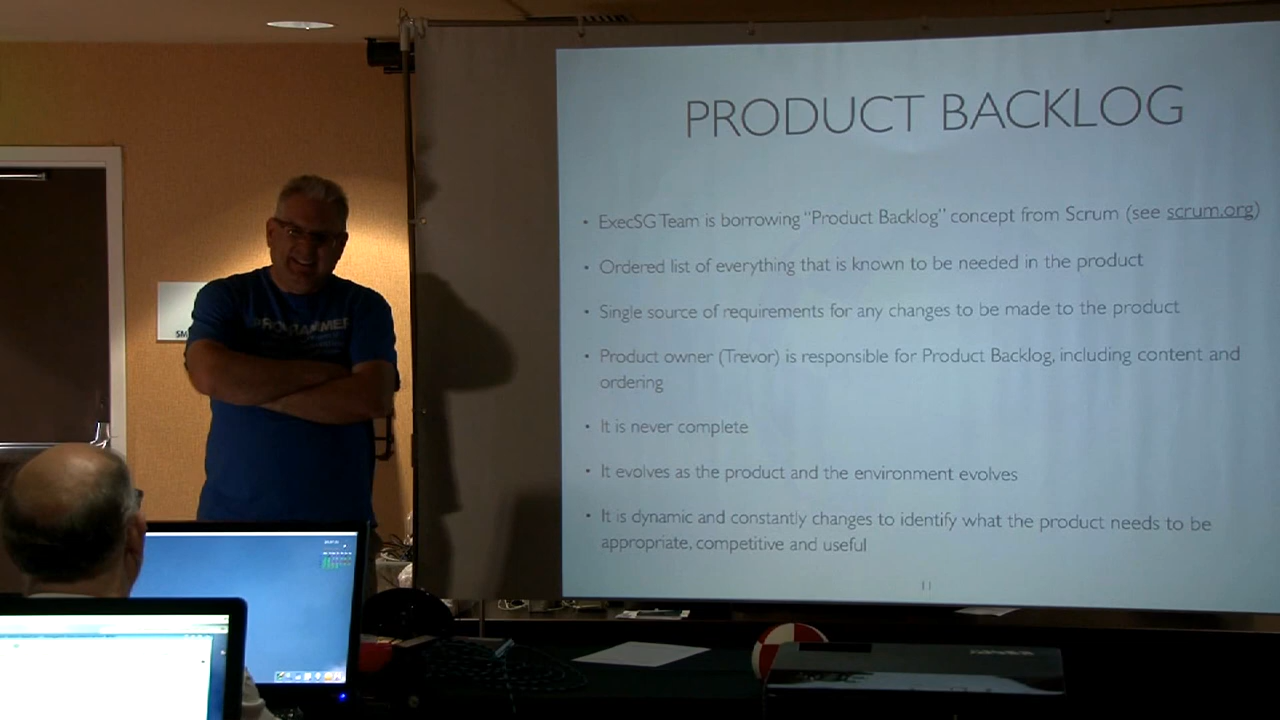 PRODUCT BACKLOG
• ExecSG Team is borrowing “Product Backlog” concept from Scrum (see scrum.org)
• Ordered list of everything that is known to be needed in the product
• Single source of requirements for any changes to be made to the product
• Product owner (Trevor) is responsible for Product Backlog, including content and
ordering
• It is never complete
• It evolves as the product and the environment evolves
• It is dynamic and constantly changes to identify what the product needs to be
appropriate, competitive and useful
11
PROGRAMMER
SM